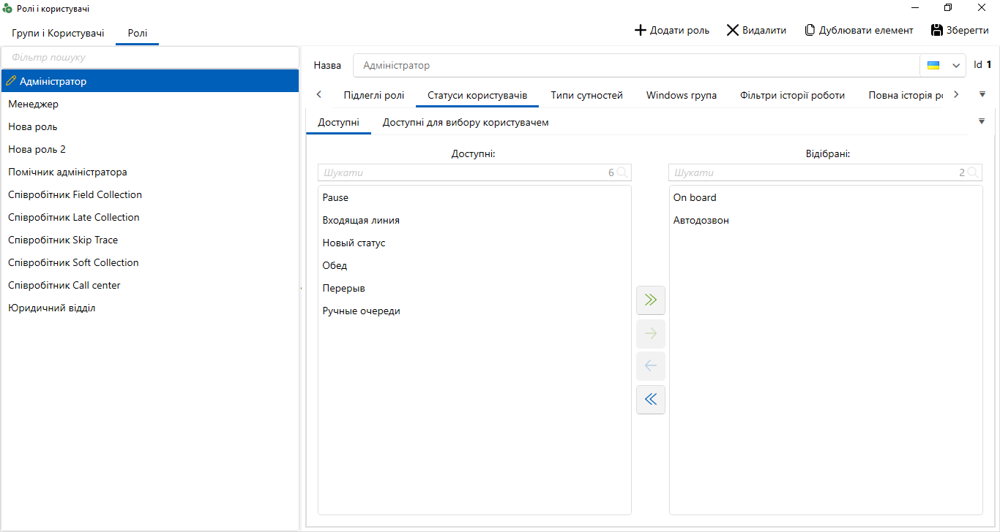 Ролі і користувачі
Групи і Користувачі
Ролі
Додати роль
Видалити
Дублювати елемент
Зберегти
Фільтр пошуку
Адміністратор
Менеджер
Нова роль
Нова роль 2
Помічник адміністратора
Співробітник Field Collection
Співробітник Late Collection
Співробітник Skip Trace
Співробітник Soft Collection
Співробітник Call center
Юридичний відділ
Назва
Адміністратор
Id 1
Підлеглі ролі
Статуси користувачів
Типи сутностей
Windows група
Фільтри історії роботи
Повна історія ро
Доступні
Доступні для вибору користувачем
Доступні:
Шукати 6
Pause
Входящая линия
Новый статус
Обед
Перерыв
Ручные очереди
Відібрані:
Шукати 2
On board
Автодозвон